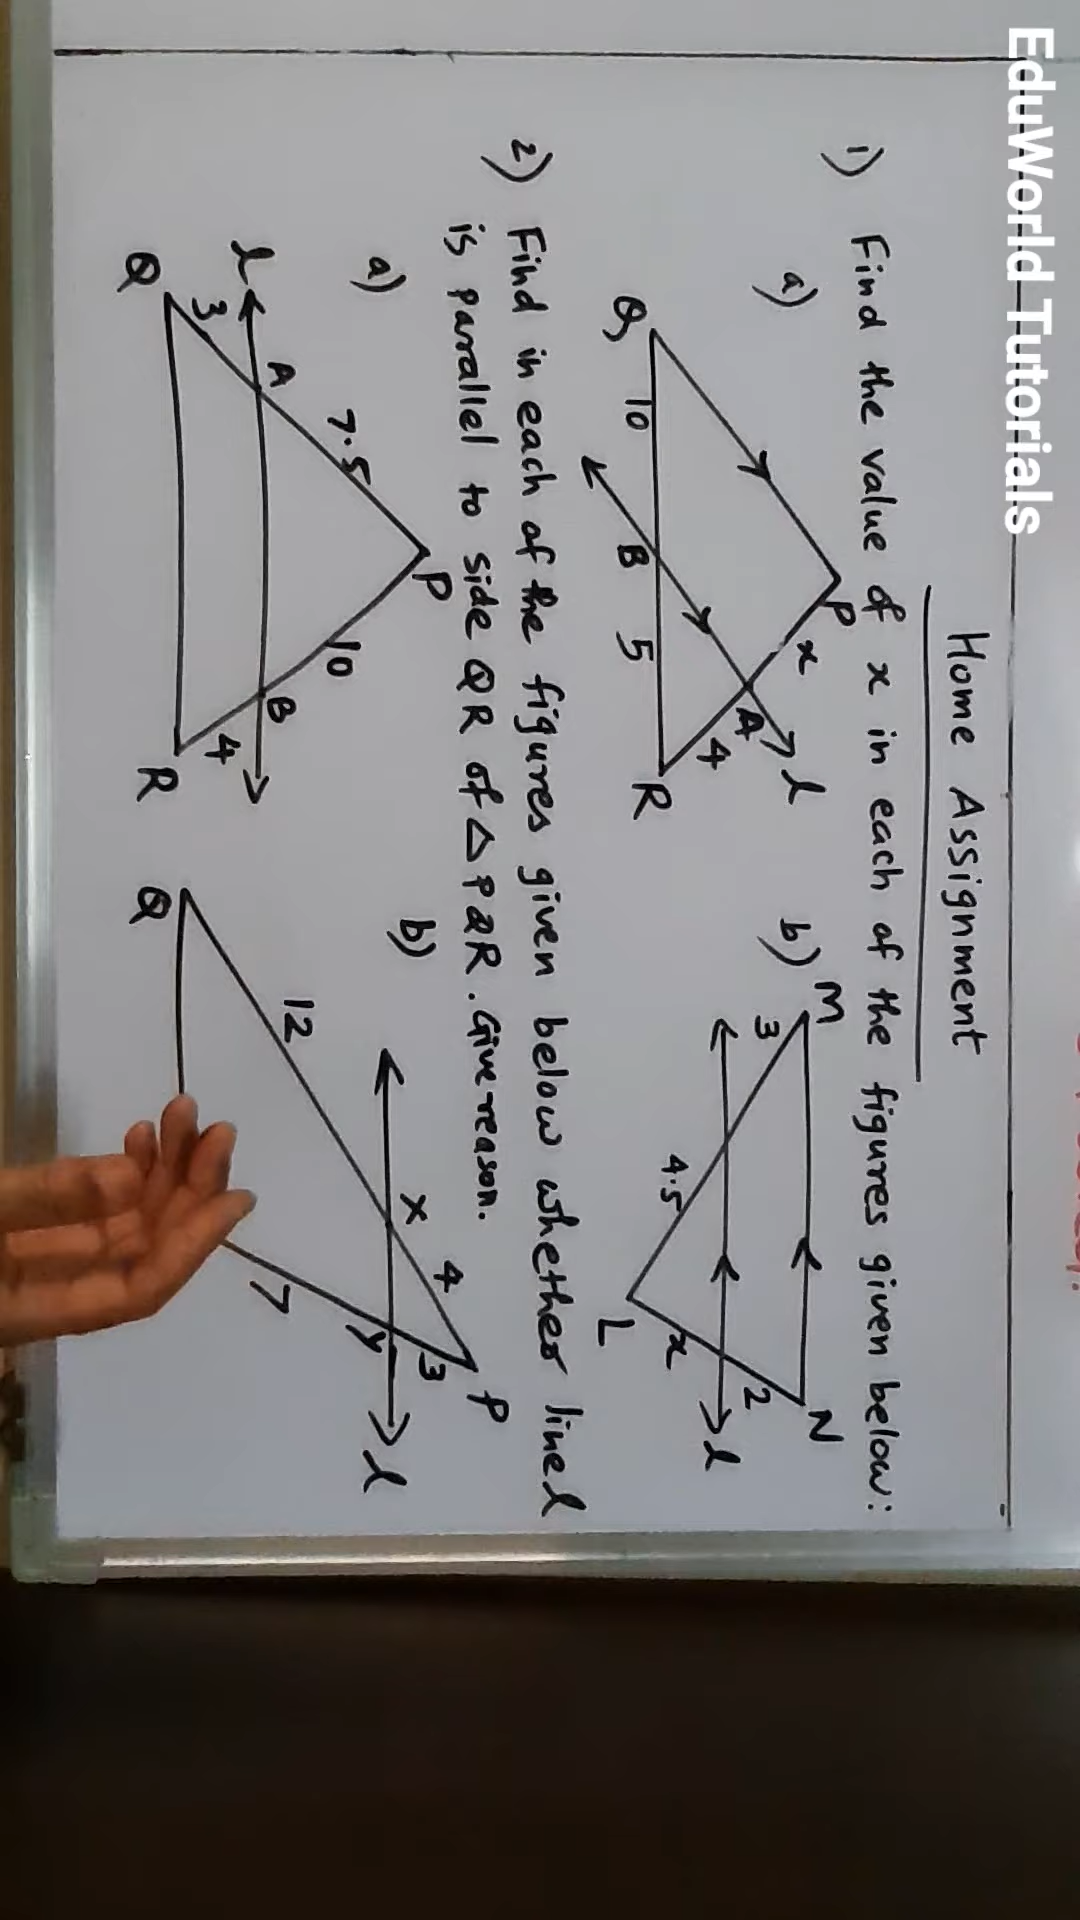 EduWorld Tutorials
Home Assignment
1) Find the value of x in each of the figures given below:
a)
P
x
A
l
4
Q
10
B
5
R
b)
M
N
3
2
l
4.5
x
L
2) Find in each of the figures given below whether line l
is parallel to side QR of △PQR. Give reason.
a)
P
7.5
10
l
A
B
3
4
Q
R
b)
P
4
3
X
Y
l
12
7
Q